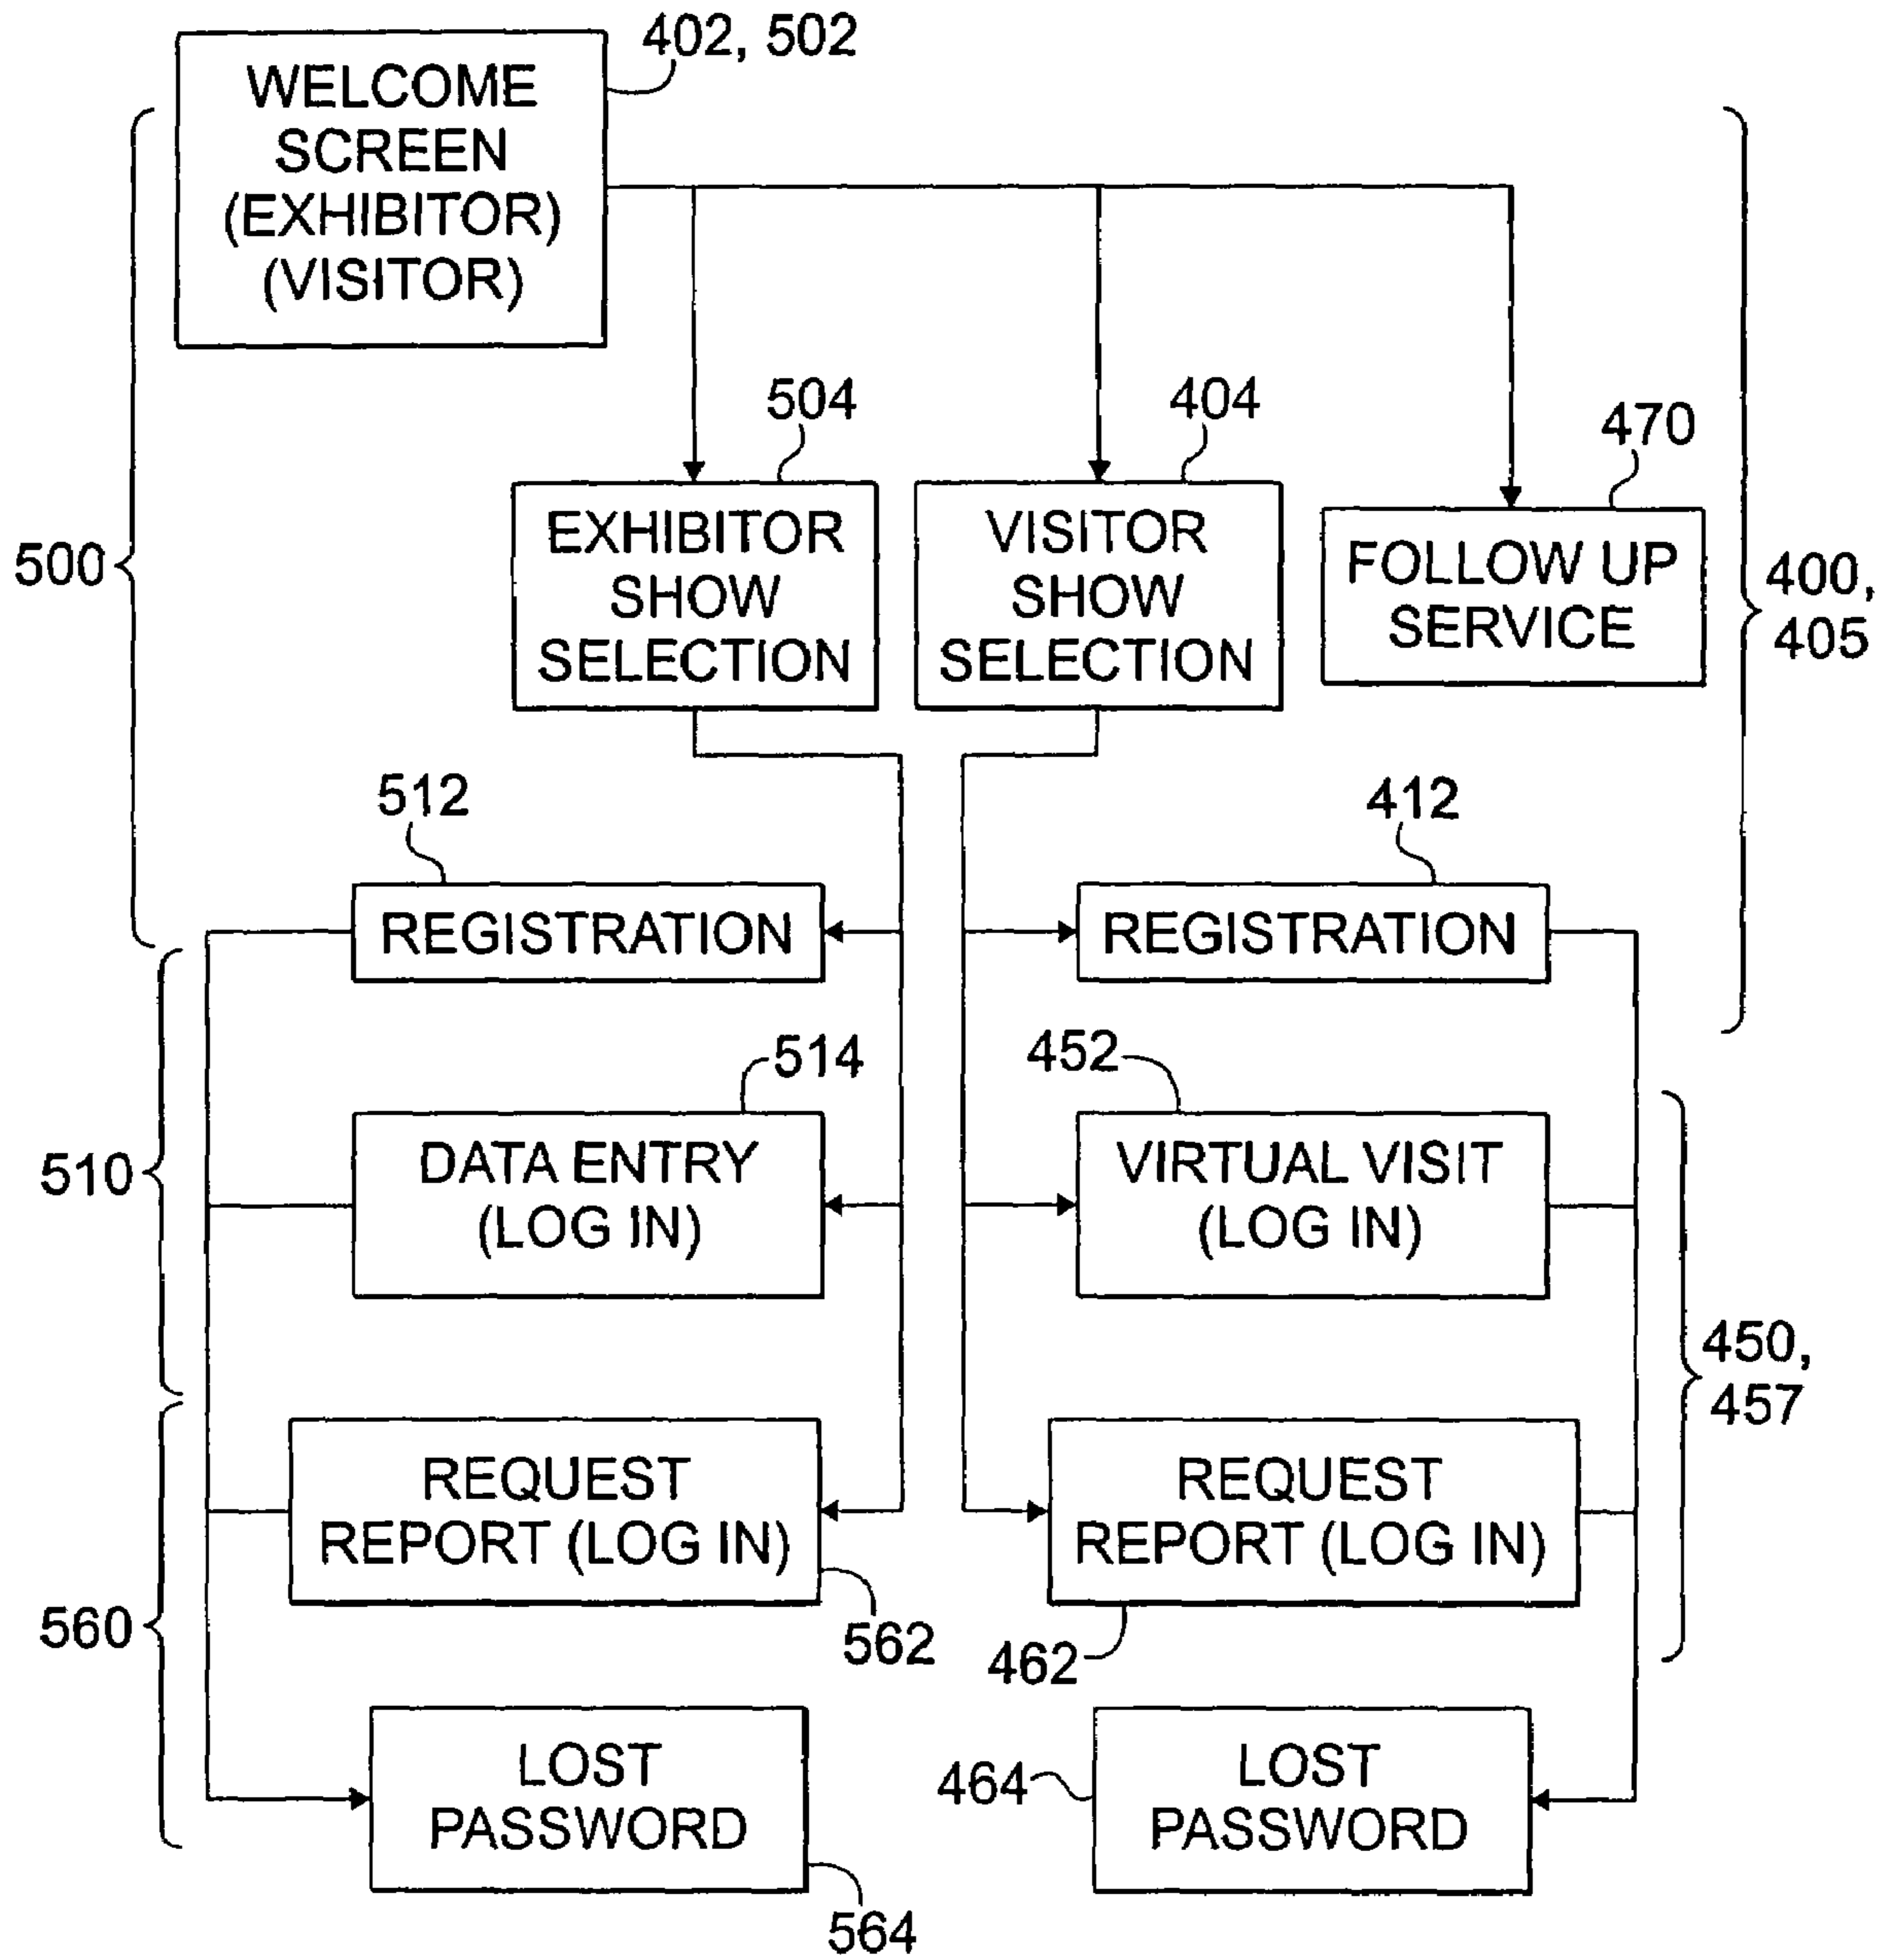 402, 502
WELCOME
SCREEN
(EXHIBITOR)
(VISITOR)
504
404
470
EXHIBITOR
SHOW
SELECTION
VISITOR
SHOW
SELECTION
FOLLOW UP
SERVICE
500
400,
405
512
412
REGISTRATION
REGISTRATION
514
452
DATA ENTRY
(LOG IN)
VIRTUAL VISIT
(LOG IN)
510
450,
457
REQUEST
REPORT (LOG IN)
REQUEST
REPORT (LOG IN)
560
562
462
LOST
PASSWORD
464
LOST
PASSWORD
564